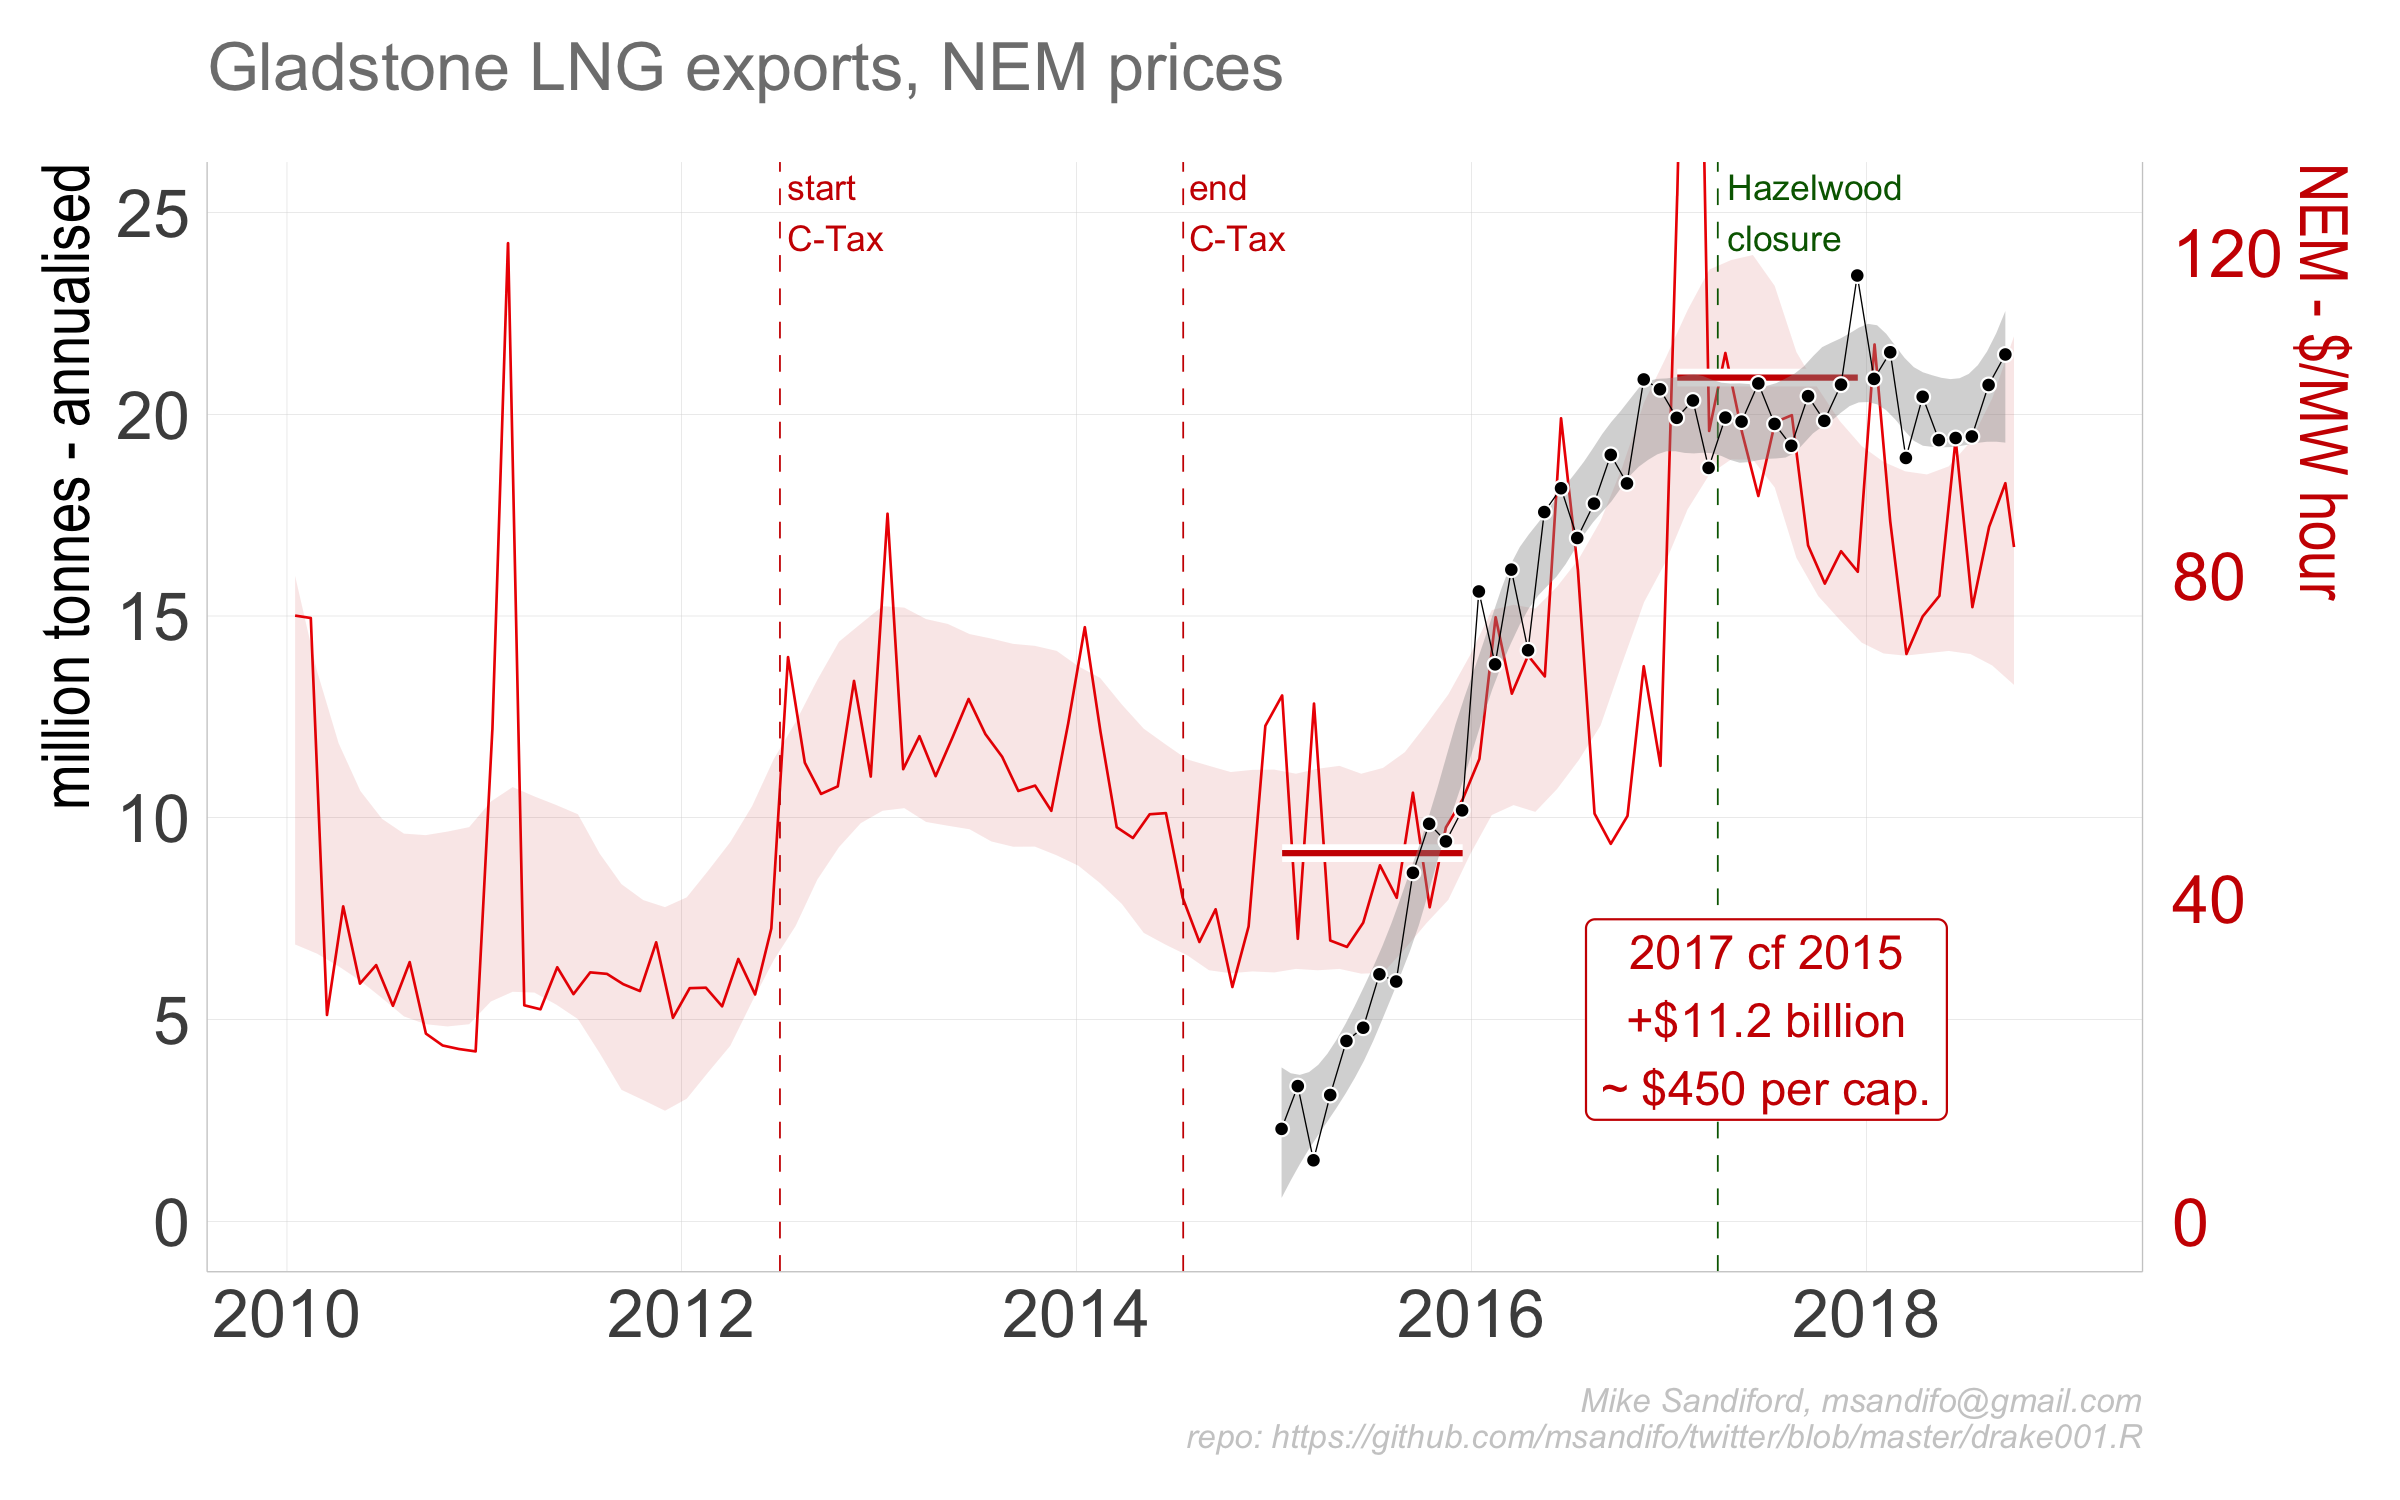 Gladstone LNG exports, NEM prices
million tonnes - annualised
25
20
15
10
5
0
start
C-Tax
end
C-Tax
Hazelwood
closure
2017 cf 2015
+$11.2 billion
~ $450 per cap.
NEM - $/MW hour
120
80
40
0
2010
2012
2014
2016
2018
Mike Sandiford, msandifo@gmail.com
repo: https://github.com/msandifo/twitter/blob/master/drake001.R